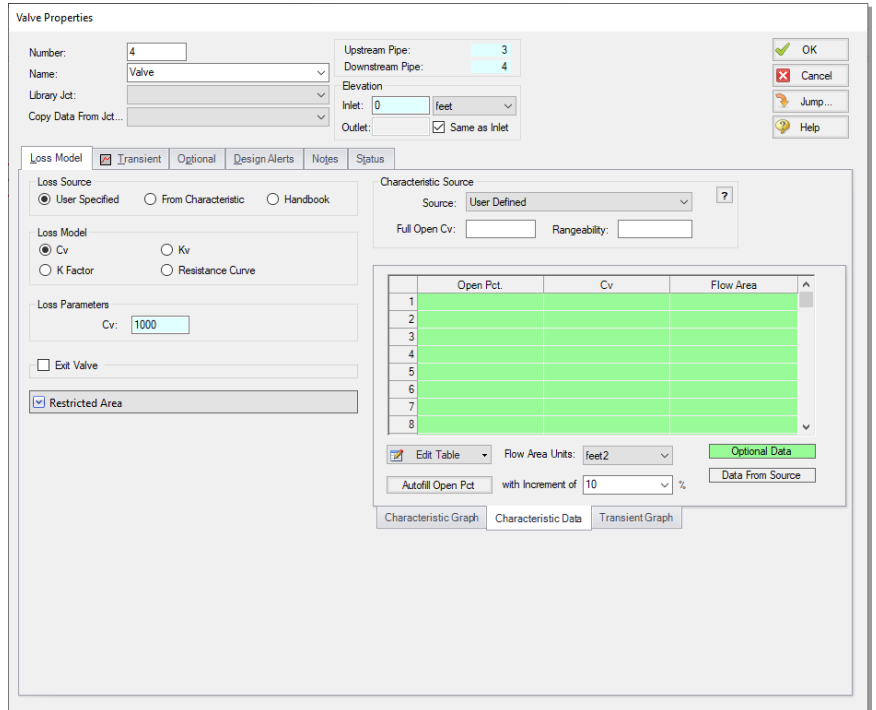 Valve Properties
Number: 4
Name: Valve
Library Jct:
Copy Data From Jct...
Upstream Pipe: 3
Downstream Pipe: 4
Elevation
Inlet: 0 feet
Outlet: Same as Inlet
OK
Cancel
Jump...
Help
Loss Model Transient Optional Design Alerts Notes Status
Loss Source
User Specified From Characteristic Handbook
Loss Model
Cv Kv
K Factor Resistance Curve
Loss Parameters
Cv: 1000
Exit Valve
Restricted Area
Characteristic Source
Source: User Defined ?
Full Open Cv: Rangeability:
Open Pct. Cv Flow Area
1
2
3
4
5
6
7
8
Edit Table Flow Area Units: feet2 Optional Data
Autofill Open Pct with Increment of 10 % Data From Source
Characteristic Graph Characteristic Data Transient Graph